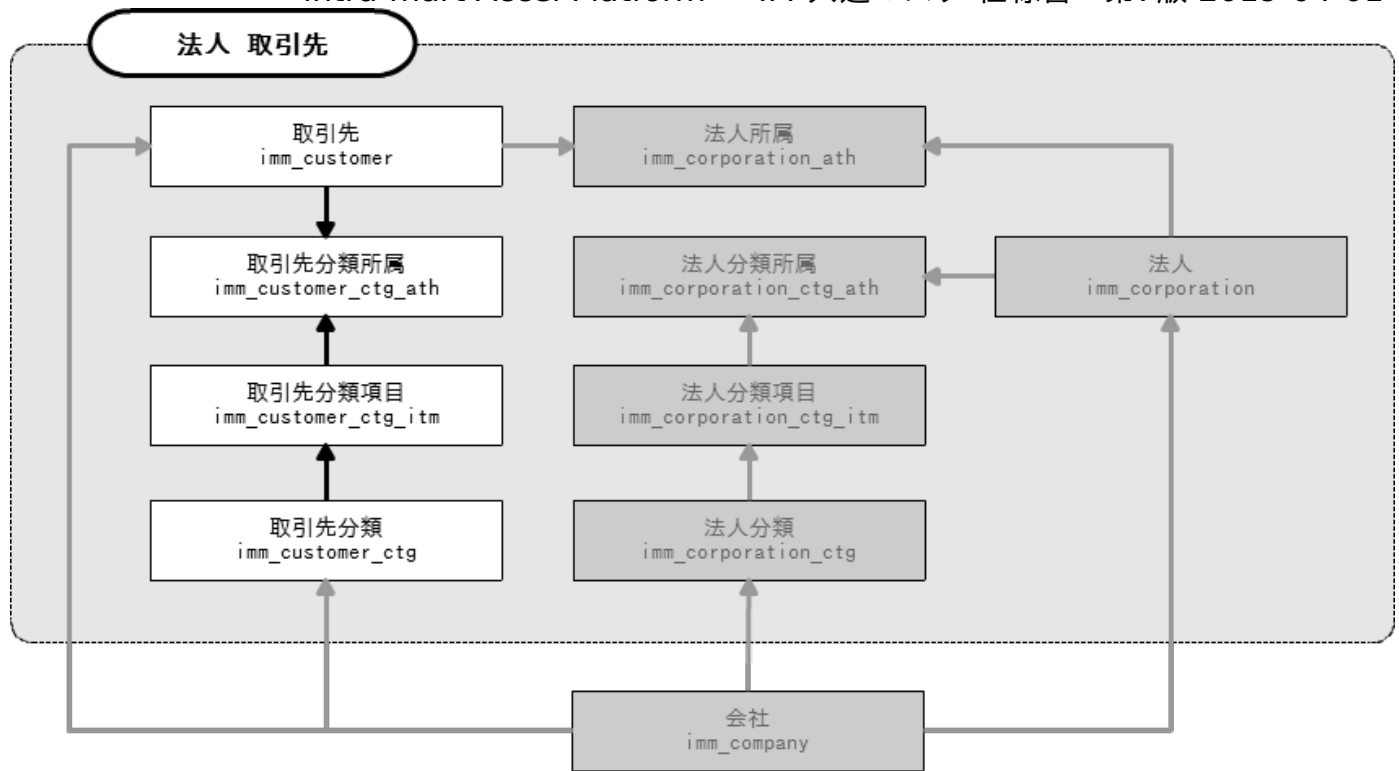 法人 取引先
取引先
imm_customer
法人所属
imm_corporation_ath
取引先分類所属
imm_customer_ctg_ath
法人分類所属
imm_corporation_ctg_ath
法人
imm_corporation
取引先分類項目
imm_customer_ctg_itm
法人分類項目
imm_corporation_ctg_itm
取引先分類
imm_customer_ctg
法人分類
imm_corporation_ctg
会社
imm_company